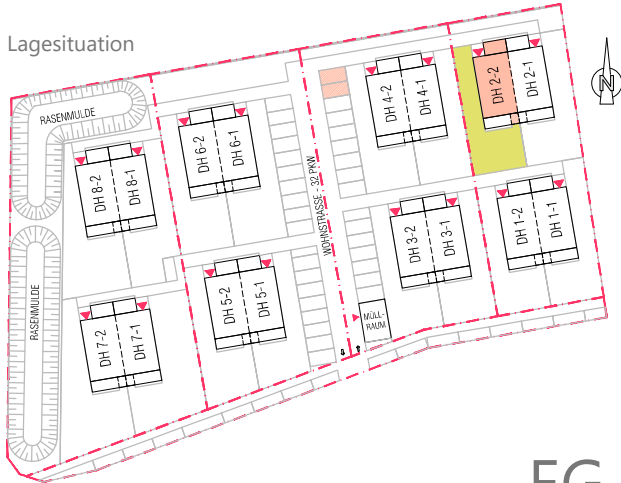 Lagesituation
RASENMULDE
DH 8-2
DH 8-1
DH 6-2
DH 6-1
DH 4-2
DH 4-1
DH 2-2
DH 2-1
N
WOHNSTRASSE - 32 PKW
RASENMULDE
DH 7-2
DH 7-1
DH 5-2
DH 5-1
DH 3-2
DH 3-1
DH 1-2
DH 1-1
MÜLL-
RAUM
EG